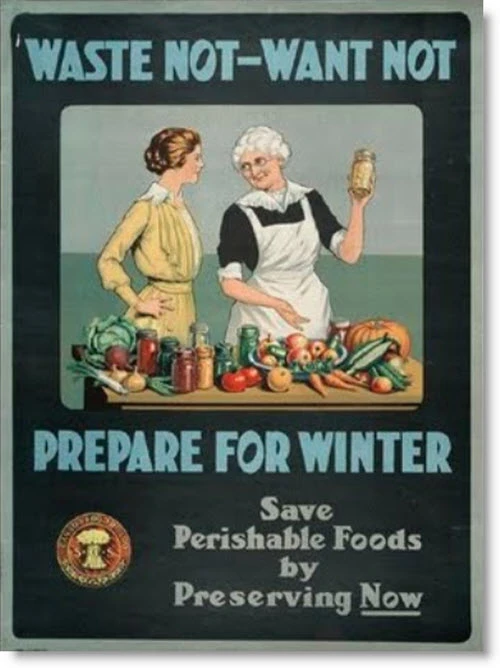 WASTE NOT–WANT NOT
PREPARE FOR WINTER
Save
Perishable Foods
by
Preserving Now